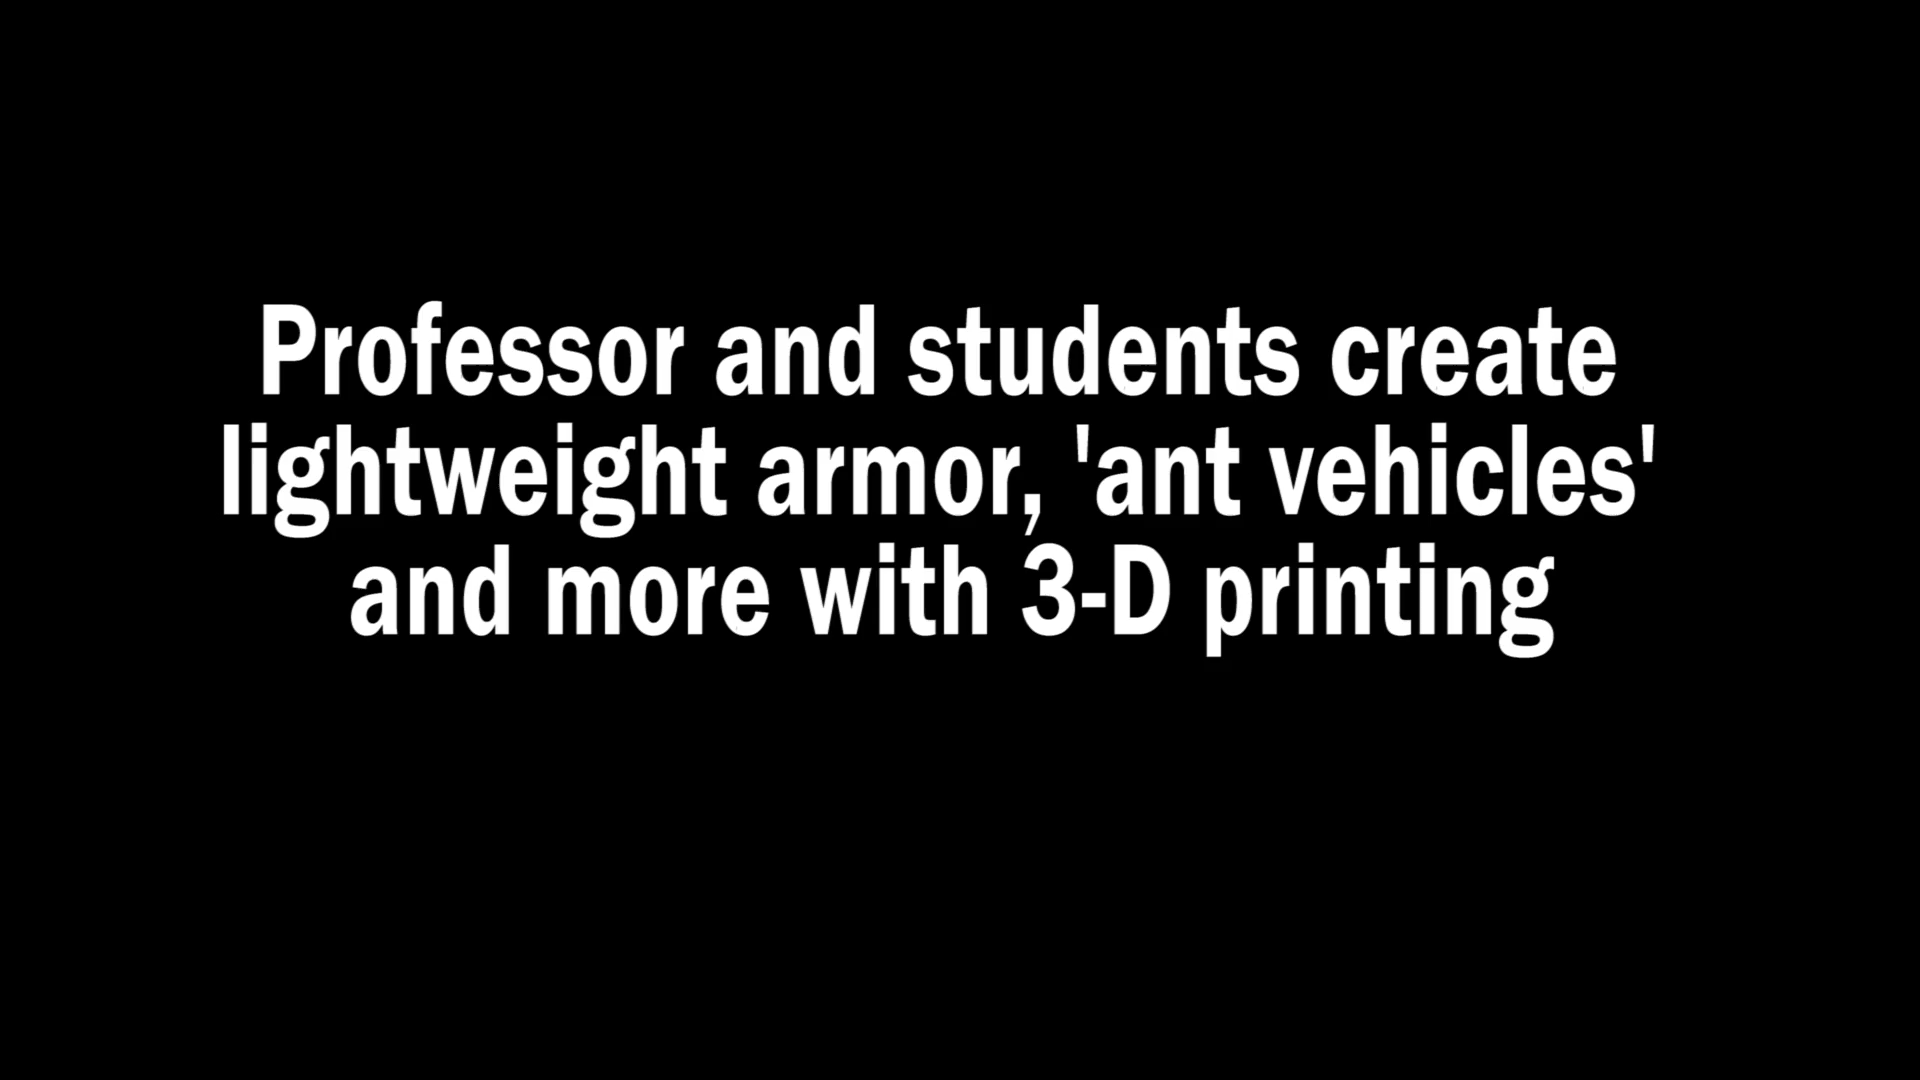 Professor and students create
lightweight armor, 'ant vehicles'
and more with 3-D printing